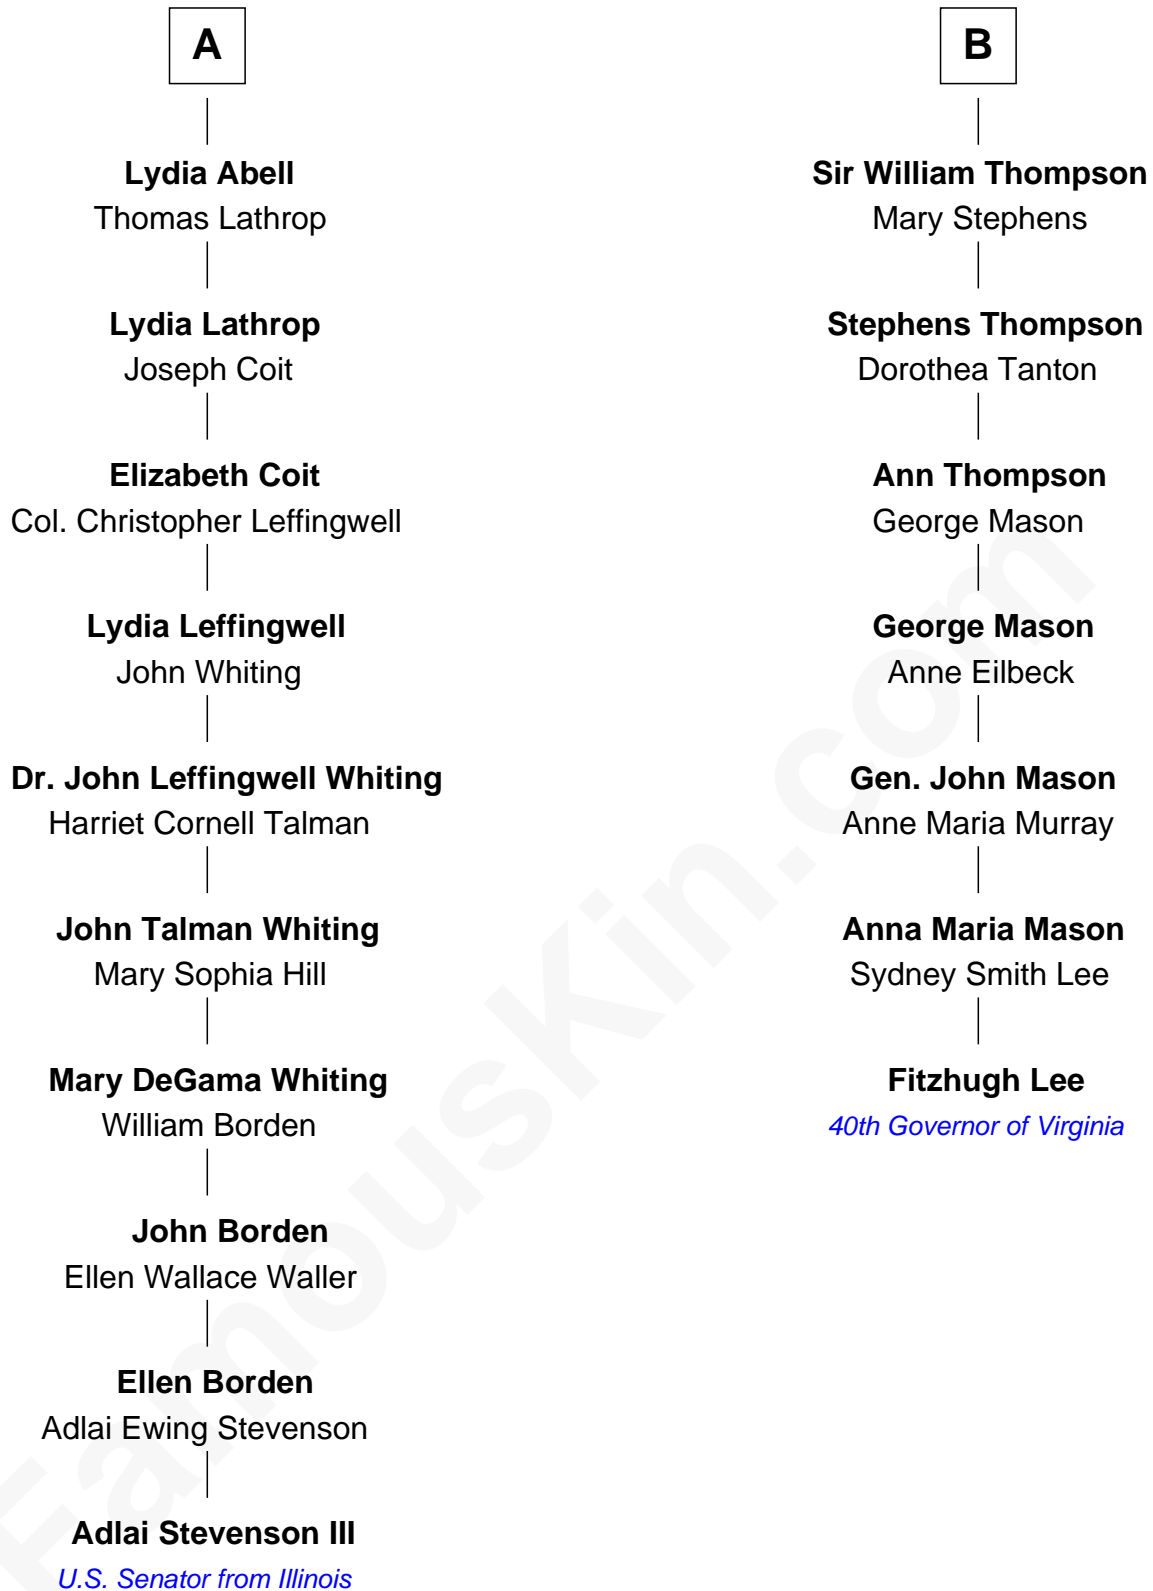 A
Lydia Abell
Thomas Lathrop
Lydia Lathrop
Joseph Coit
Elizabeth Coit
Col. Christopher Leffingwell
Lydia Leffingwell
John Whiting
Dr. John Leffingwell Whiting
Harriet Cornell Talman
John Talman Whiting
Mary Sophia Hill
Mary DeGama Whiting
William Borden
John Borden
Ellen Wallace Waller
Ellen Borden
Adlai Ewing Stevenson
Adlai Stevenson III
U.S. Senator from Illinois
B
Sir William Thompson
Mary Stephens
Stephens Thompson
Dorothea Tanton
Ann Thompson
George Mason
George Mason
Anne Eilbeck
Gen. John Mason
Anne Maria Murray
Anna Maria Mason
Sydney Smith Lee
Fitzhugh Lee
40th Governor of Virginia
FamousKin.com